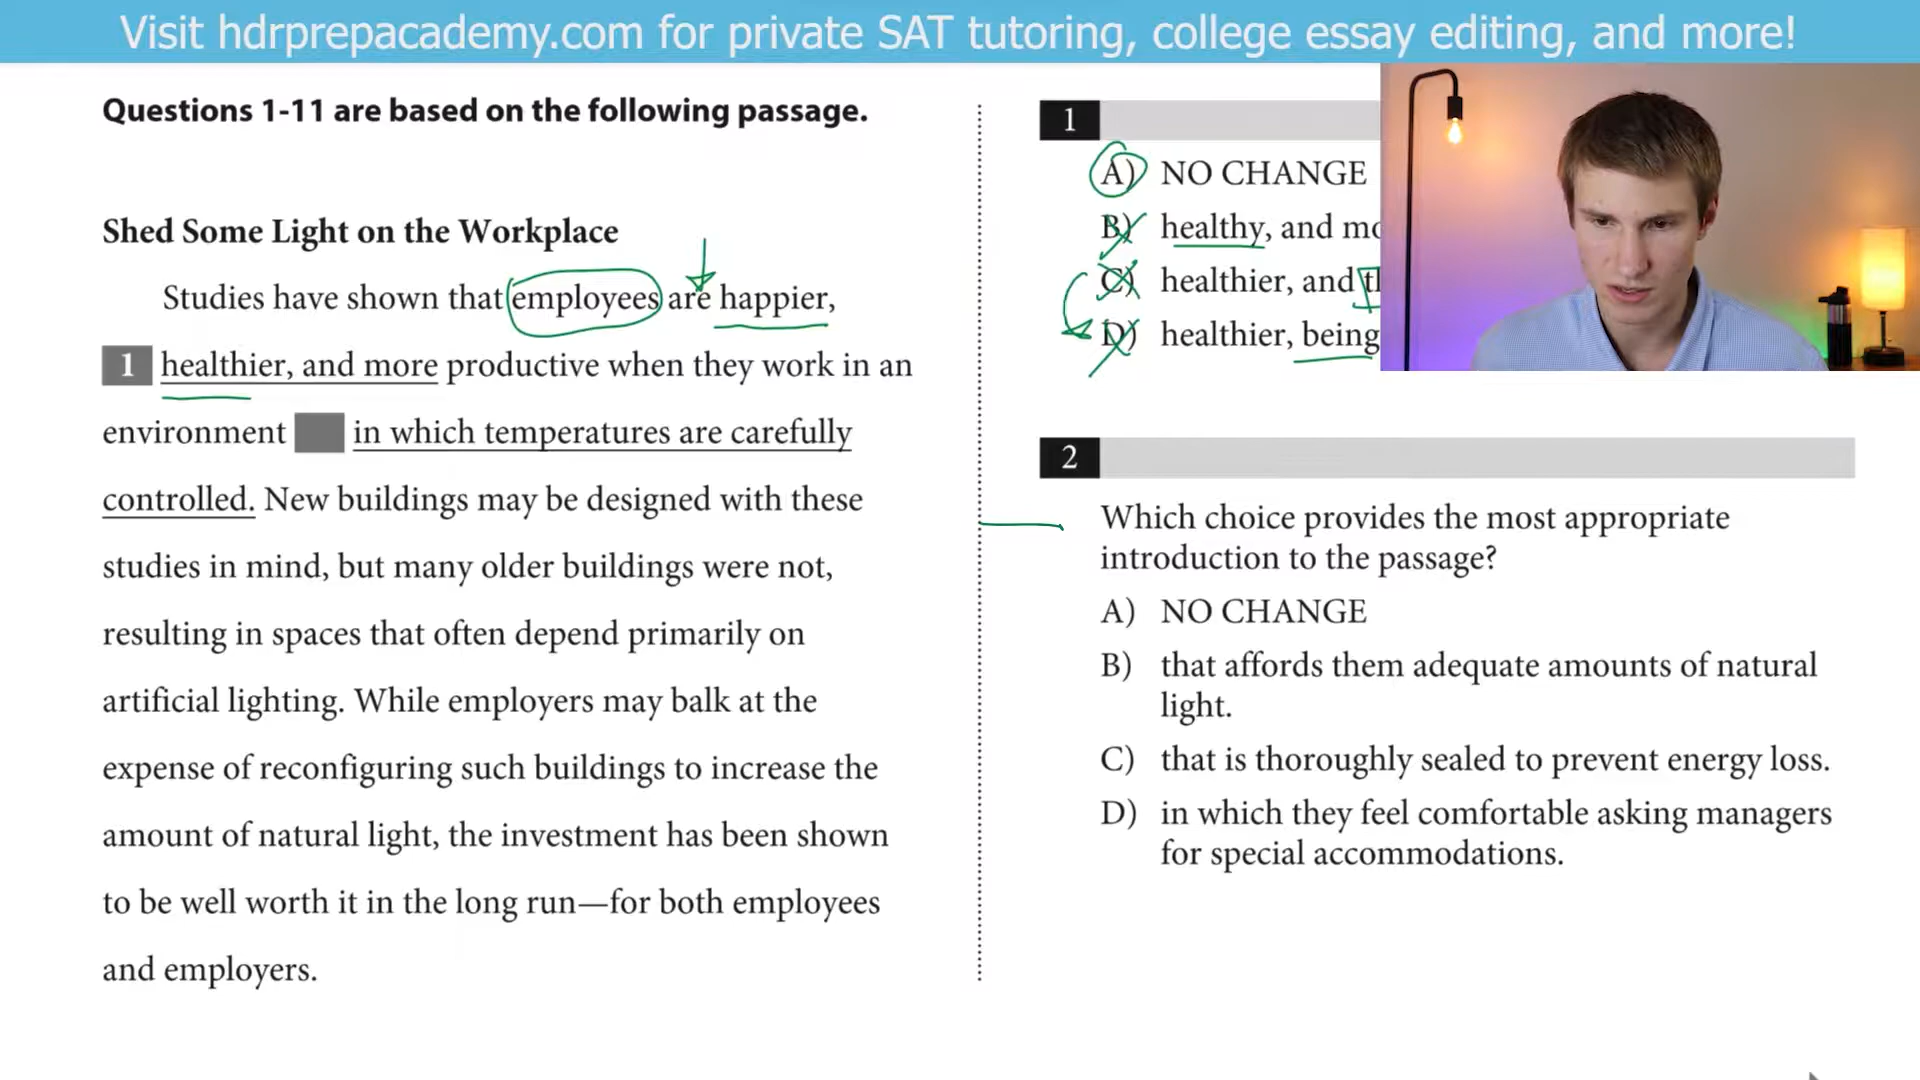 Visit hdrprepacademy.com for private SAT tutoring, college essay editing, and more!
Questions 1-11 are based on the following passage.
Shed Some Light on the Workplace
Studies have shown that employees are happier,
1 healthier, and more productive when they work in an
environment in which temperatures are carefully
controlled. New buildings may be designed with these
studies in mind, but many older buildings were not,
resulting in spaces that often depend primarily on
artificial lighting. While employers may balk at the
expense of reconfiguring such buildings to increase the
amount of natural light, the investment has been shown
to be well worth it in the long run—for both employees
and employers.
1
A) NO CHANGE
B) healthy, and
C) healthier, and
D) healthier, being
2
Which choice provides the most appropriate
introduction to the passage?
A) NO CHANGE
B) that affords them adequate amounts of natural
light.
C) that is thoroughly sealed to prevent energy loss.
D) in which they feel comfortable asking managers
for special accommodations.